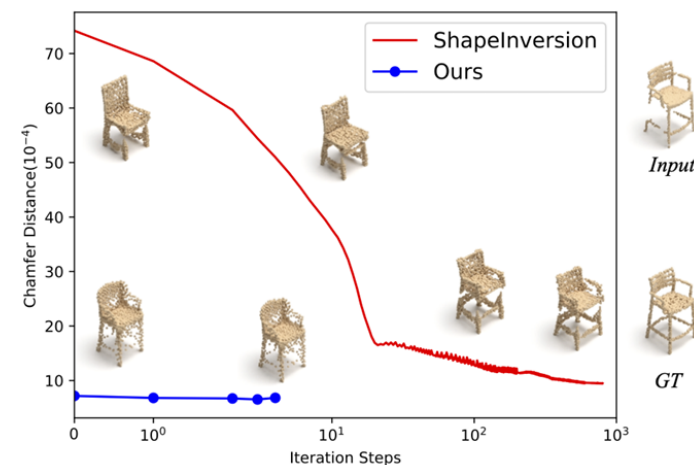 ShapeInversion
Ours
Chamfer Distance(10⁻⁴)
70
60
50
40
30
20
10
0
10⁰
10¹
10²
10³
Iteration Steps
Input
GT